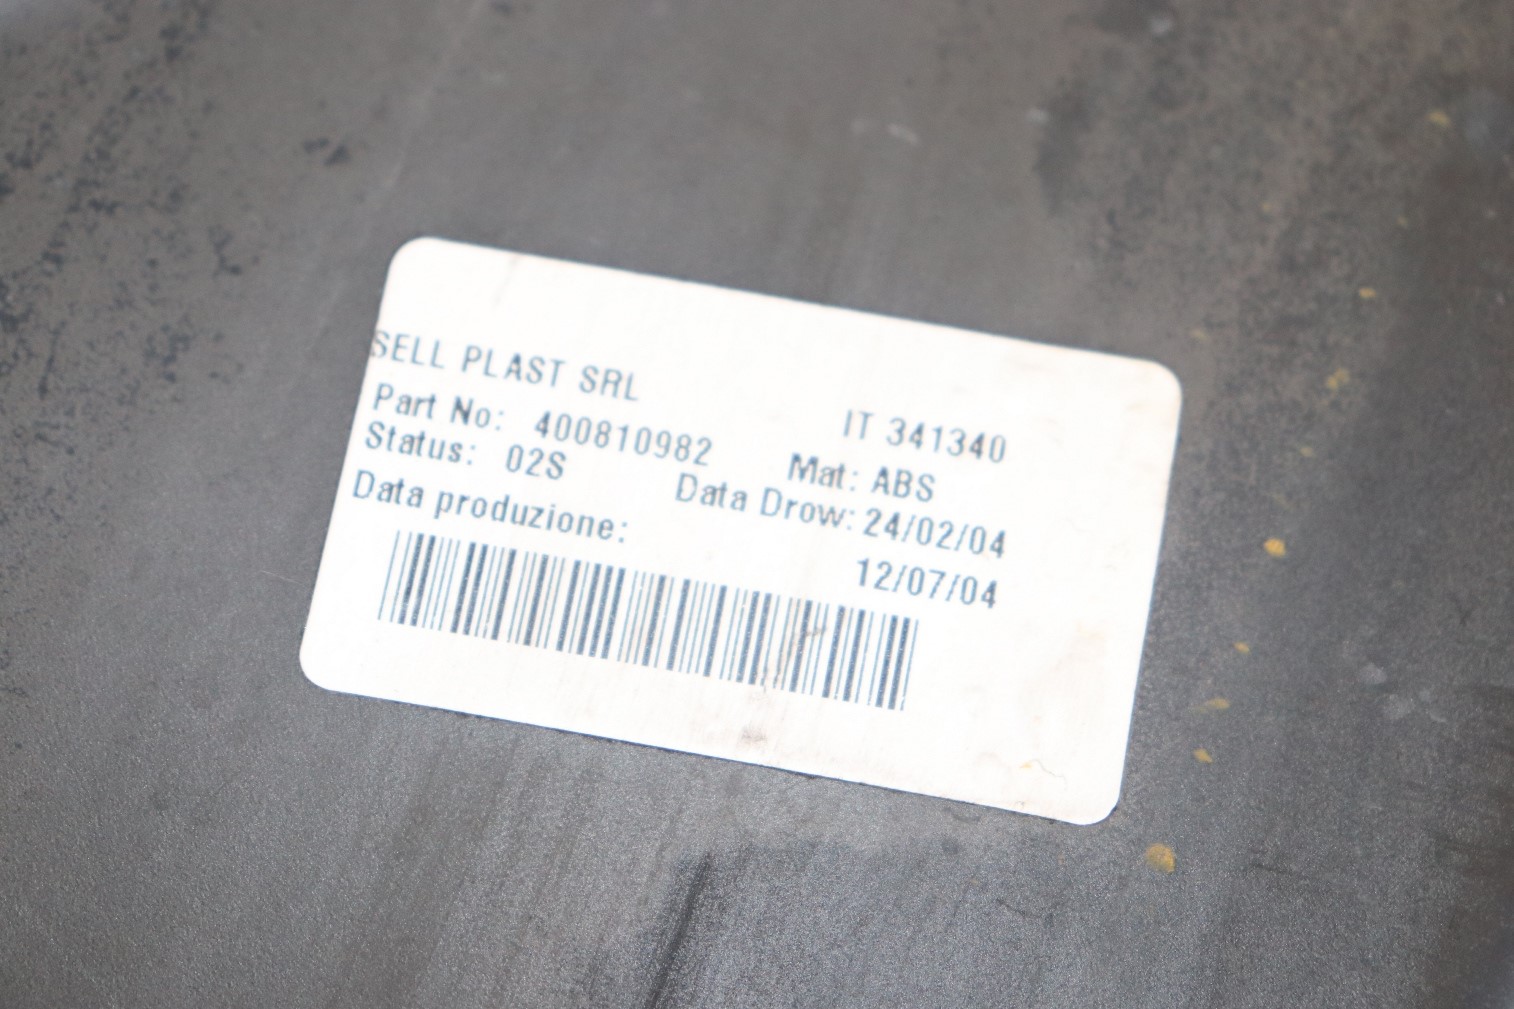 SELL PLAST SRL IT 341340
Part No: 400810982 Mat: ABS
Status: 02S Data Drow: 24/02/04
Data produzione: 12/07/04